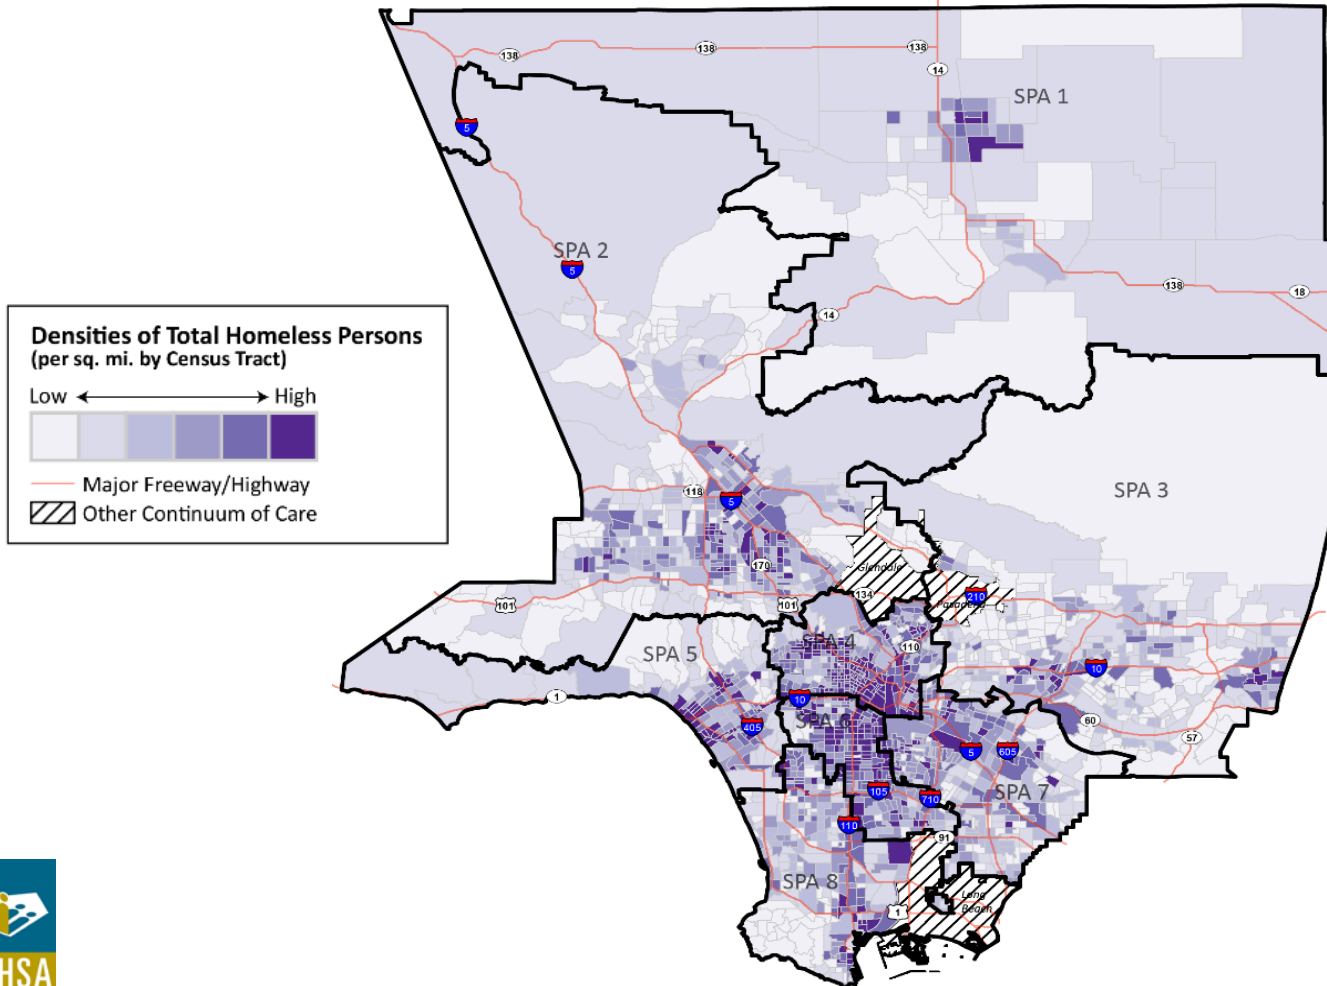 138
138
138
14
SPA 1
5
SPA 2
5
138
18
14
Densities of Total Homeless Persons
(per sq. mi. by Census Tract)
Low
High
Major Freeway/Highway
Other Continuum of Care
SPA 3
118
5
170
Glendale
134
210
Pasadena
101
101
SPA 4
110
SPA 5
10
1
10
SPA 6
405
60
57
5
605
SPA 7
105
710
110
91
SPA 8
Long
Beach
1
HSA